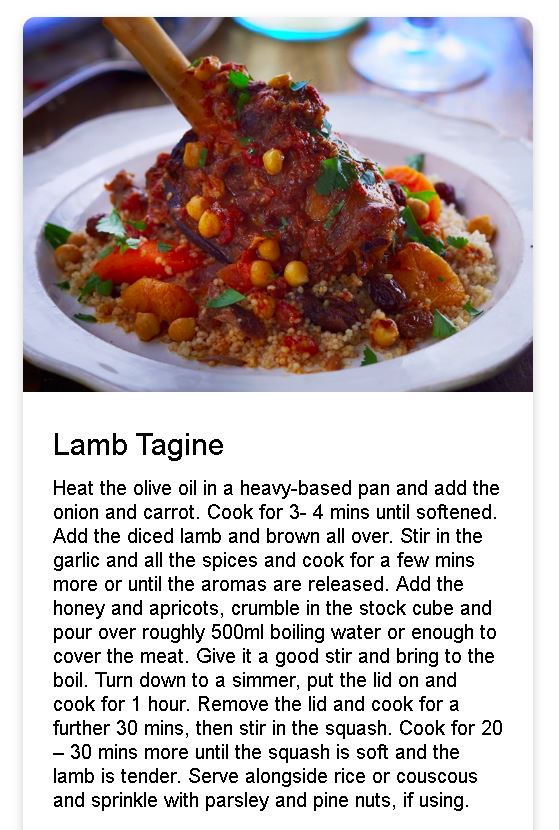 Lamb Tagine
Heat the olive oil in a heavy-based pan and add the
onion and carrot. Cook for 3- 4 mins until softened.
Add the diced lamb and brown all over. Stir in the
garlic and all the spices and cook for a few mins
more or until the aromas are released. Add the
honey and apricots, crumble in the stock cube and
pour over roughly 500ml boiling water or enough to
cover the meat. Give it a good stir and bring to the
boil. Turn down to a simmer, put the lid on and
cook for 1 hour. Remove the lid and cook for a
further 30 mins, then stir in the squash. Cook for 20
– 30 mins more until the squash is soft and the
lamb is tender. Serve alongside rice or couscous
and sprinkle with parsley and pine nuts, if using.